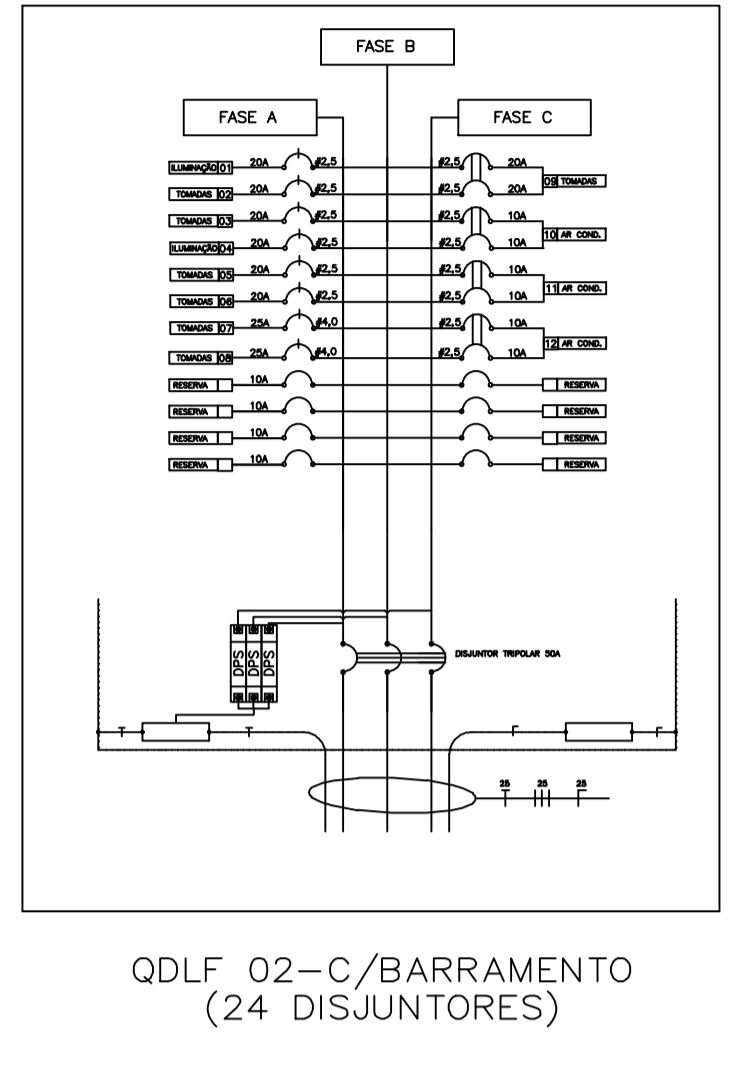 FASE B
FASE A
FASE C
ILUMINAÇÃO 01 20A #2,5 #2,5 20A
TOMADAS 02 20A #2,5 #2,5 20A
09 TOMADAS
TOMADAS 03 20A #2,5 #2,5 10A
ILUMINAÇÃO 04 20A #2,5 #2,5 10A
10 AR COND.
TOMADAS 05 20A #2,5 #2,5 10A
TOMADAS 06 20A #2,5 #2,5 10A
11 AR COND.
TOMADAS 07 25A #4,0 #2,5 10A
TOMADAS 08 25A #4,0 #2,5 10A
12 AR COND.
RESERVA 10A RESERVA
RESERVA 10A RESERVA
RESERVA 10A RESERVA
RESERVA 10A RESERVA
DPS DPS DPS
DISJUNTOR TRIPOLAR 50A
25 25 25
QDLF 02-C/BARRAMENTO
(24 DISJUNTORES)